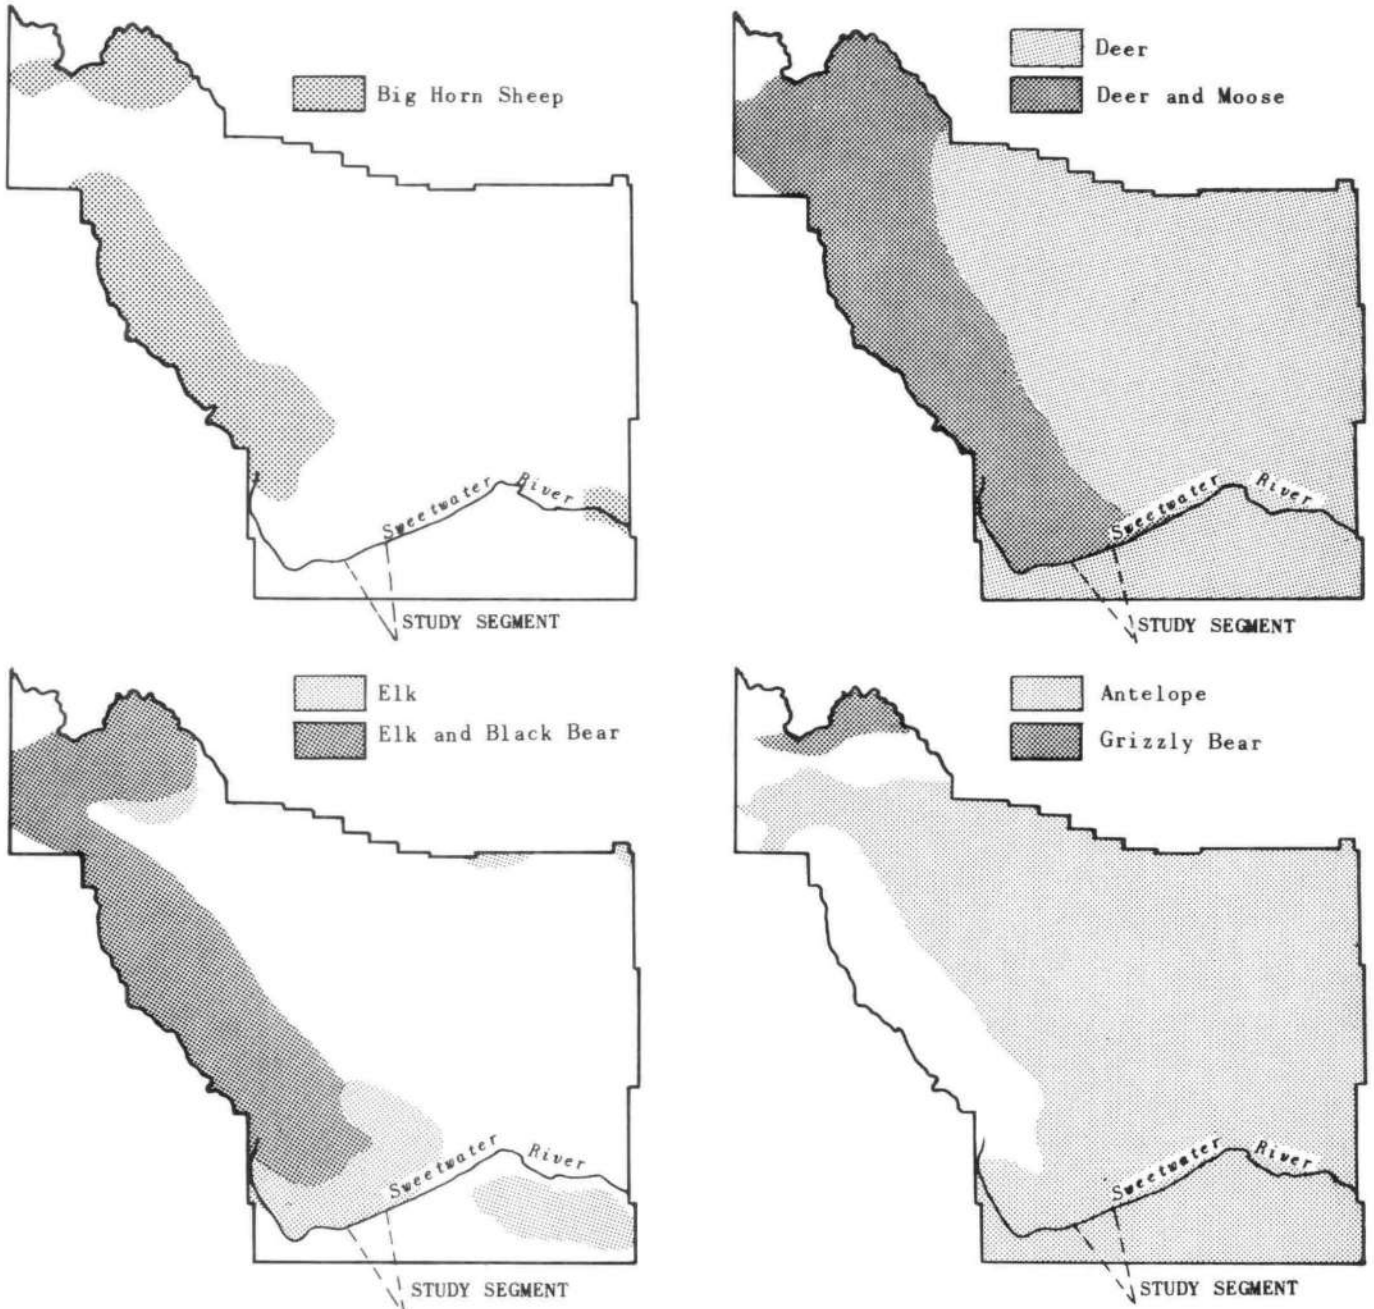 Big Horn Sheep
Sweetwater River
STUDY SEGMENT
Deer
Deer and Moose
Sweetwater River
STUDY SEGMENT
Elk
Elk and Black Bear
Sweetwater River
STUDY SEGMENT
Antelope
Grizzly Bear
Sweetwater River
STUDY SEGMENT